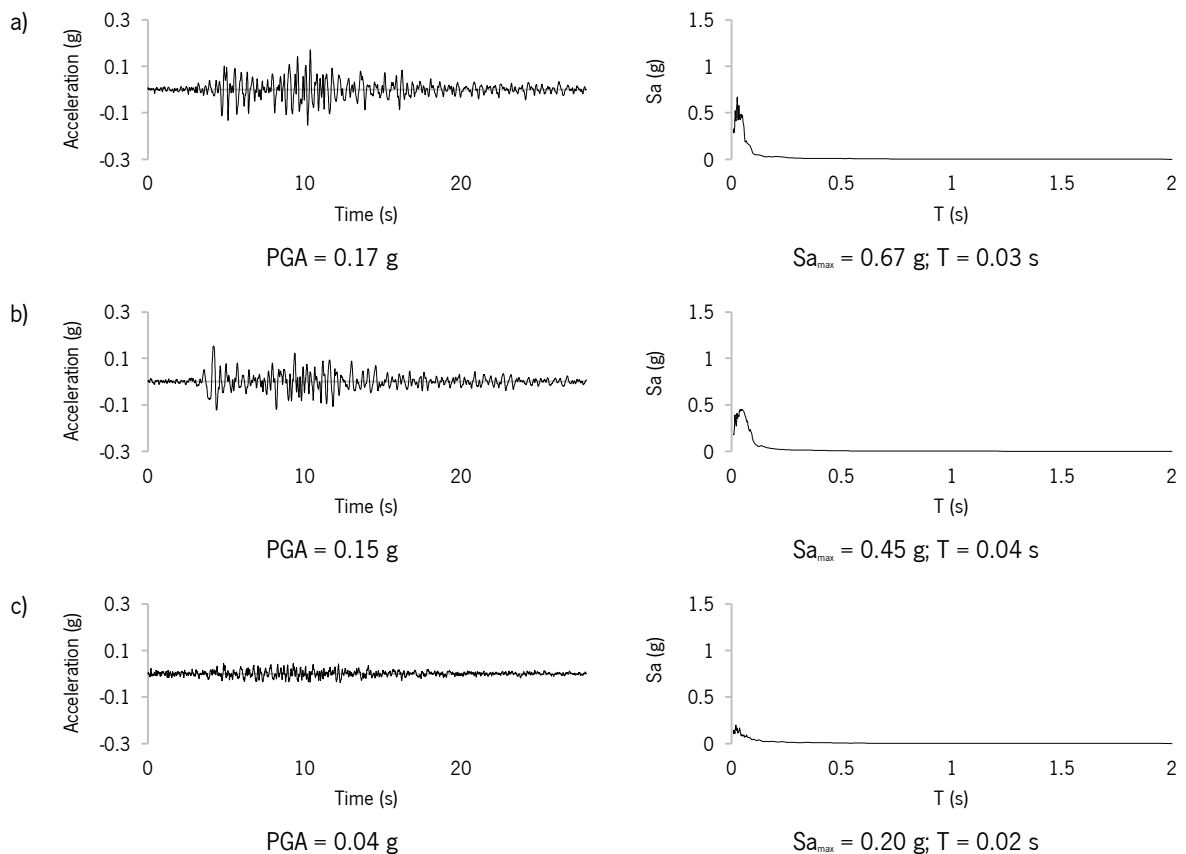 a)
Acceleration (g)
0.3
0.1
-0.1
-0.3
0 10 20
Time (s)
PGA = 0.17 g
Sa (g)
1.5
1
0.5
0
0 0.5 1 1.5 2
T (s)
Samax = 0.67 g; T = 0.03 s
b)
Acceleration (g)
0.3
0.1
-0.1
-0.3
0 10 20
Time (s)
PGA = 0.15 g
Sa (g)
1.5
1
0.5
0
0 0.5 1 1.5 2
T (s)
Samax = 0.45 g; T = 0.04 s
c)
Acceleration (g)
0.3
0.1
-0.1
-0.3
0 10 20
Time (s)
PGA = 0.04 g
Sa (g)
1.5
1
0.5
0
0 0.5 1 1.5 2
T (s)
Samax = 0.20 g; T = 0.02 s